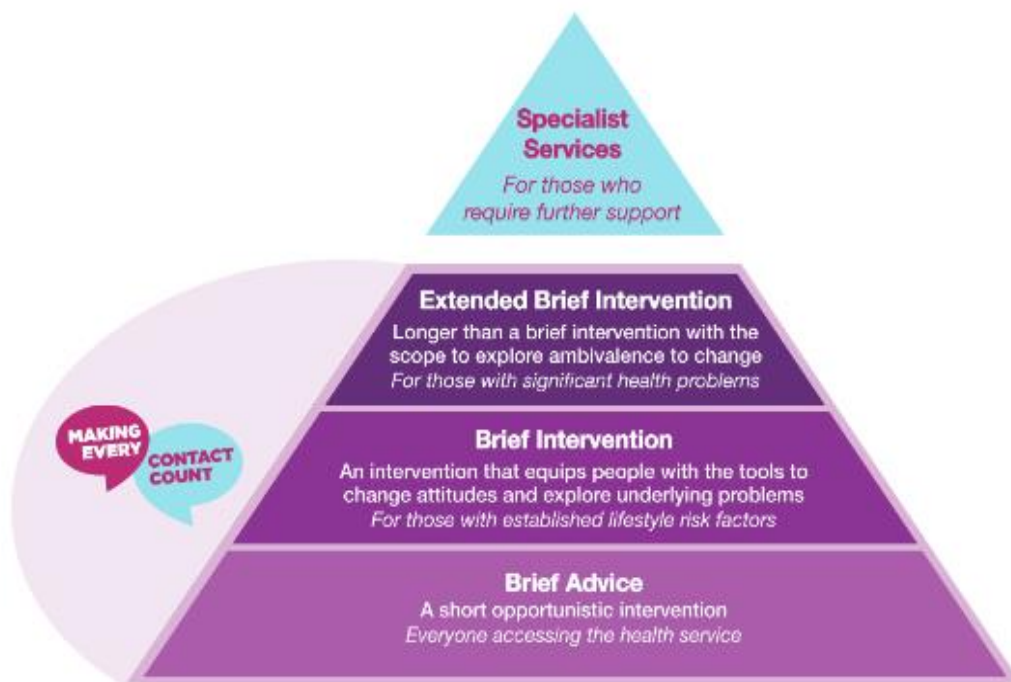 Specialist
Services
For those who
require further support
Extended Brief Intervention
Longer than a brief intervention with the
scope to explore ambivalence to change
For those with significant health problems
MAKING
EVERY
CONTACT
COUNT
Brief Intervention
An intervention that equips people with the tools to
change attitudes and explore underlying problems
For those with established lifestyle risk factors
Brief Advice
A short opportunistic intervention
Everyone accessing the health service